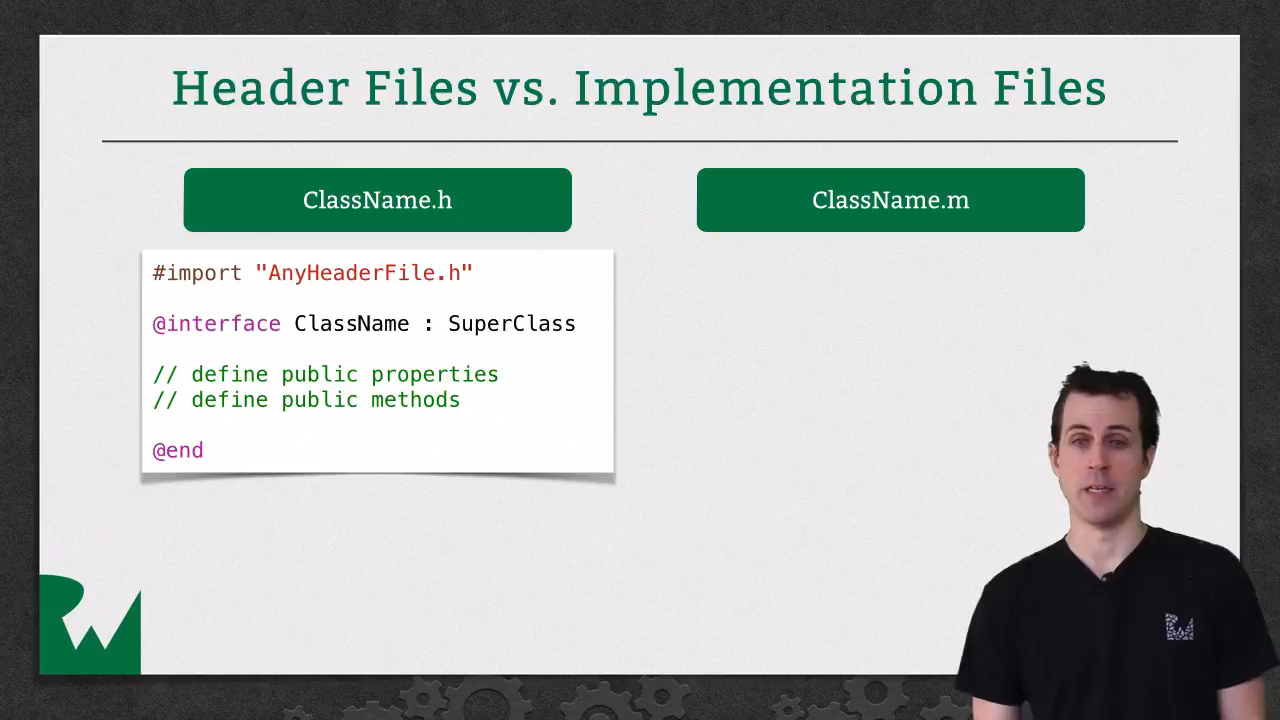 Header Files vs. Implementation Files
ClassName.h
ClassName.m
#import "AnyHeaderFile.h"
@interface ClassName : SuperClass
// define public properties
// define public methods
@end